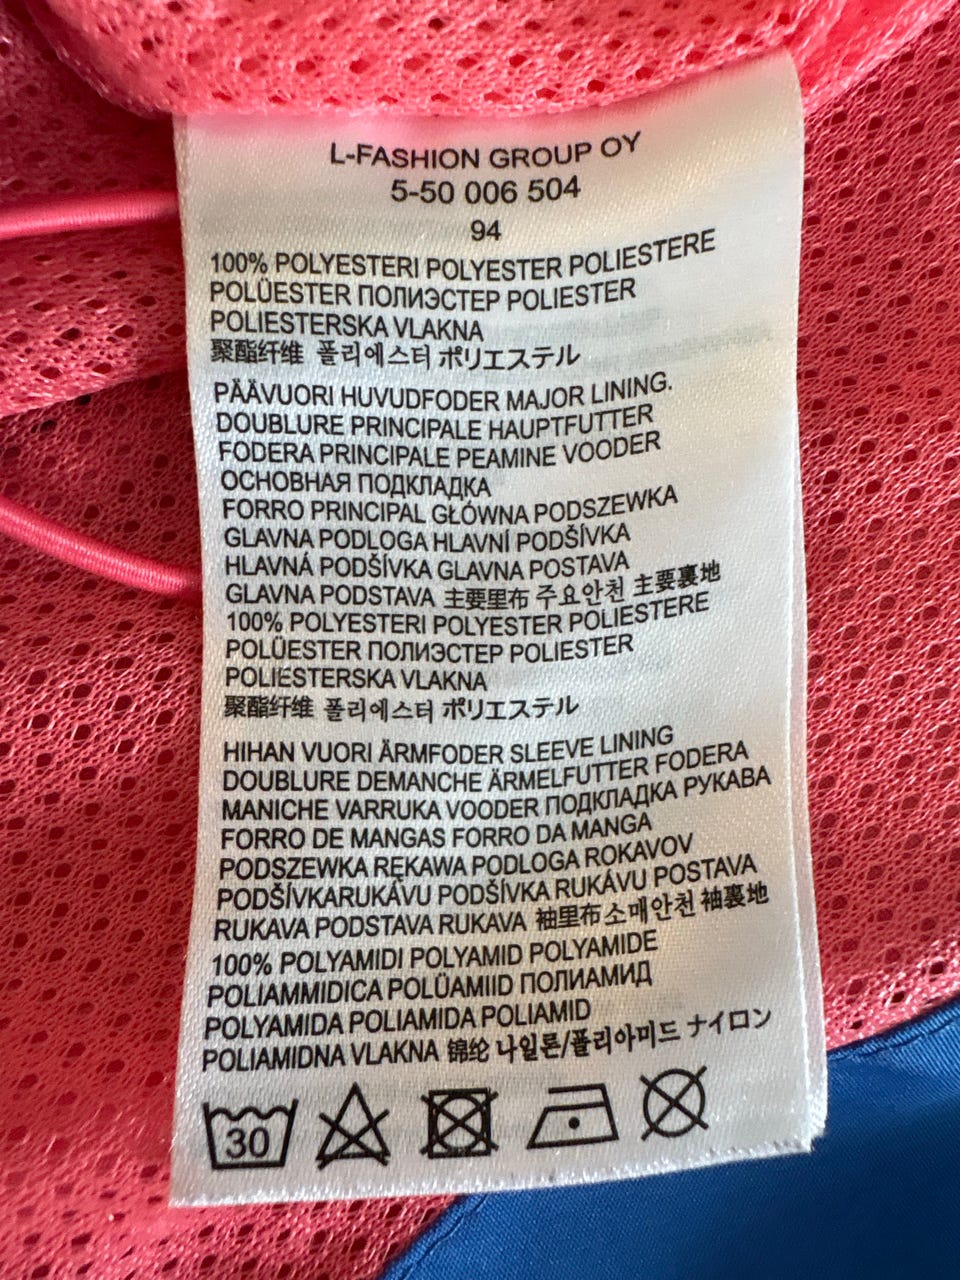 L-FASHION GROUP OY
5-50 006 504
94
100% POLYESTERI POLYESTER POLIESTERE
POLÜESTER ПОЛИЭСТЕР POLIESTER
POLIESTERSKA VLAKNA
聚酯纤维 폴리에스터 ポリエステル
PÄÄVUORI HUVUDFODER MAJOR LINING.
DOUBLURE PRINCIPALE HAUPTFUTTER
FODERA PRINCIPALE PEAMINE VOODER
ОСНОВНАЯ ПОДКЛАДКА
FORRO PRINCIPAL GŁÓWNA PODSZEWKA
GLAVNA PODLOGA HLAVNÍ PODŠÍVKA
HLAVNÁ PODŠÍVKA GLAVNA POSTAVA
GLAVNA PODSTAVA 主要里布 주요안천 主要裏地
100% POLYESTERI POLYESTER POLIESTERE
POLÜESTER ПОЛИЭСТЕР POLIESTER
POLIESTERSKA VLAKNA
聚酯纤维 폴리에스터 ポリエステル
HIHAN VUORI ÄRMFODER SLEEVE LINING
DOUBLURE DEMANCHE ÄRMELFUTTER FODERA
MANICHE VARRUKA VOODER ПОДКЛАДКА РУКАВА
FORRO DE MANGAS FORRO DA MANGA
PODSZEWKA RĘKAWA PODLOGA ROKAVOV
PODŠÍVKARUKÁVU PODŠÍVKA RUKÁVU POSTAVA
RUKAVA PODSTAVA RUKAVA 袖里布소매안천 袖裏地
100% POLYAMIDI POLYAMID POLYAMIDE
POLIAMMIDICA POLÜAMIID ПОЛИАМИД
POLYAMIDA POLIAMIDA POLIAMID
POLIAMIDNA VLAKNA 锦纶 나일론/폴리아미드 ナイロン
30